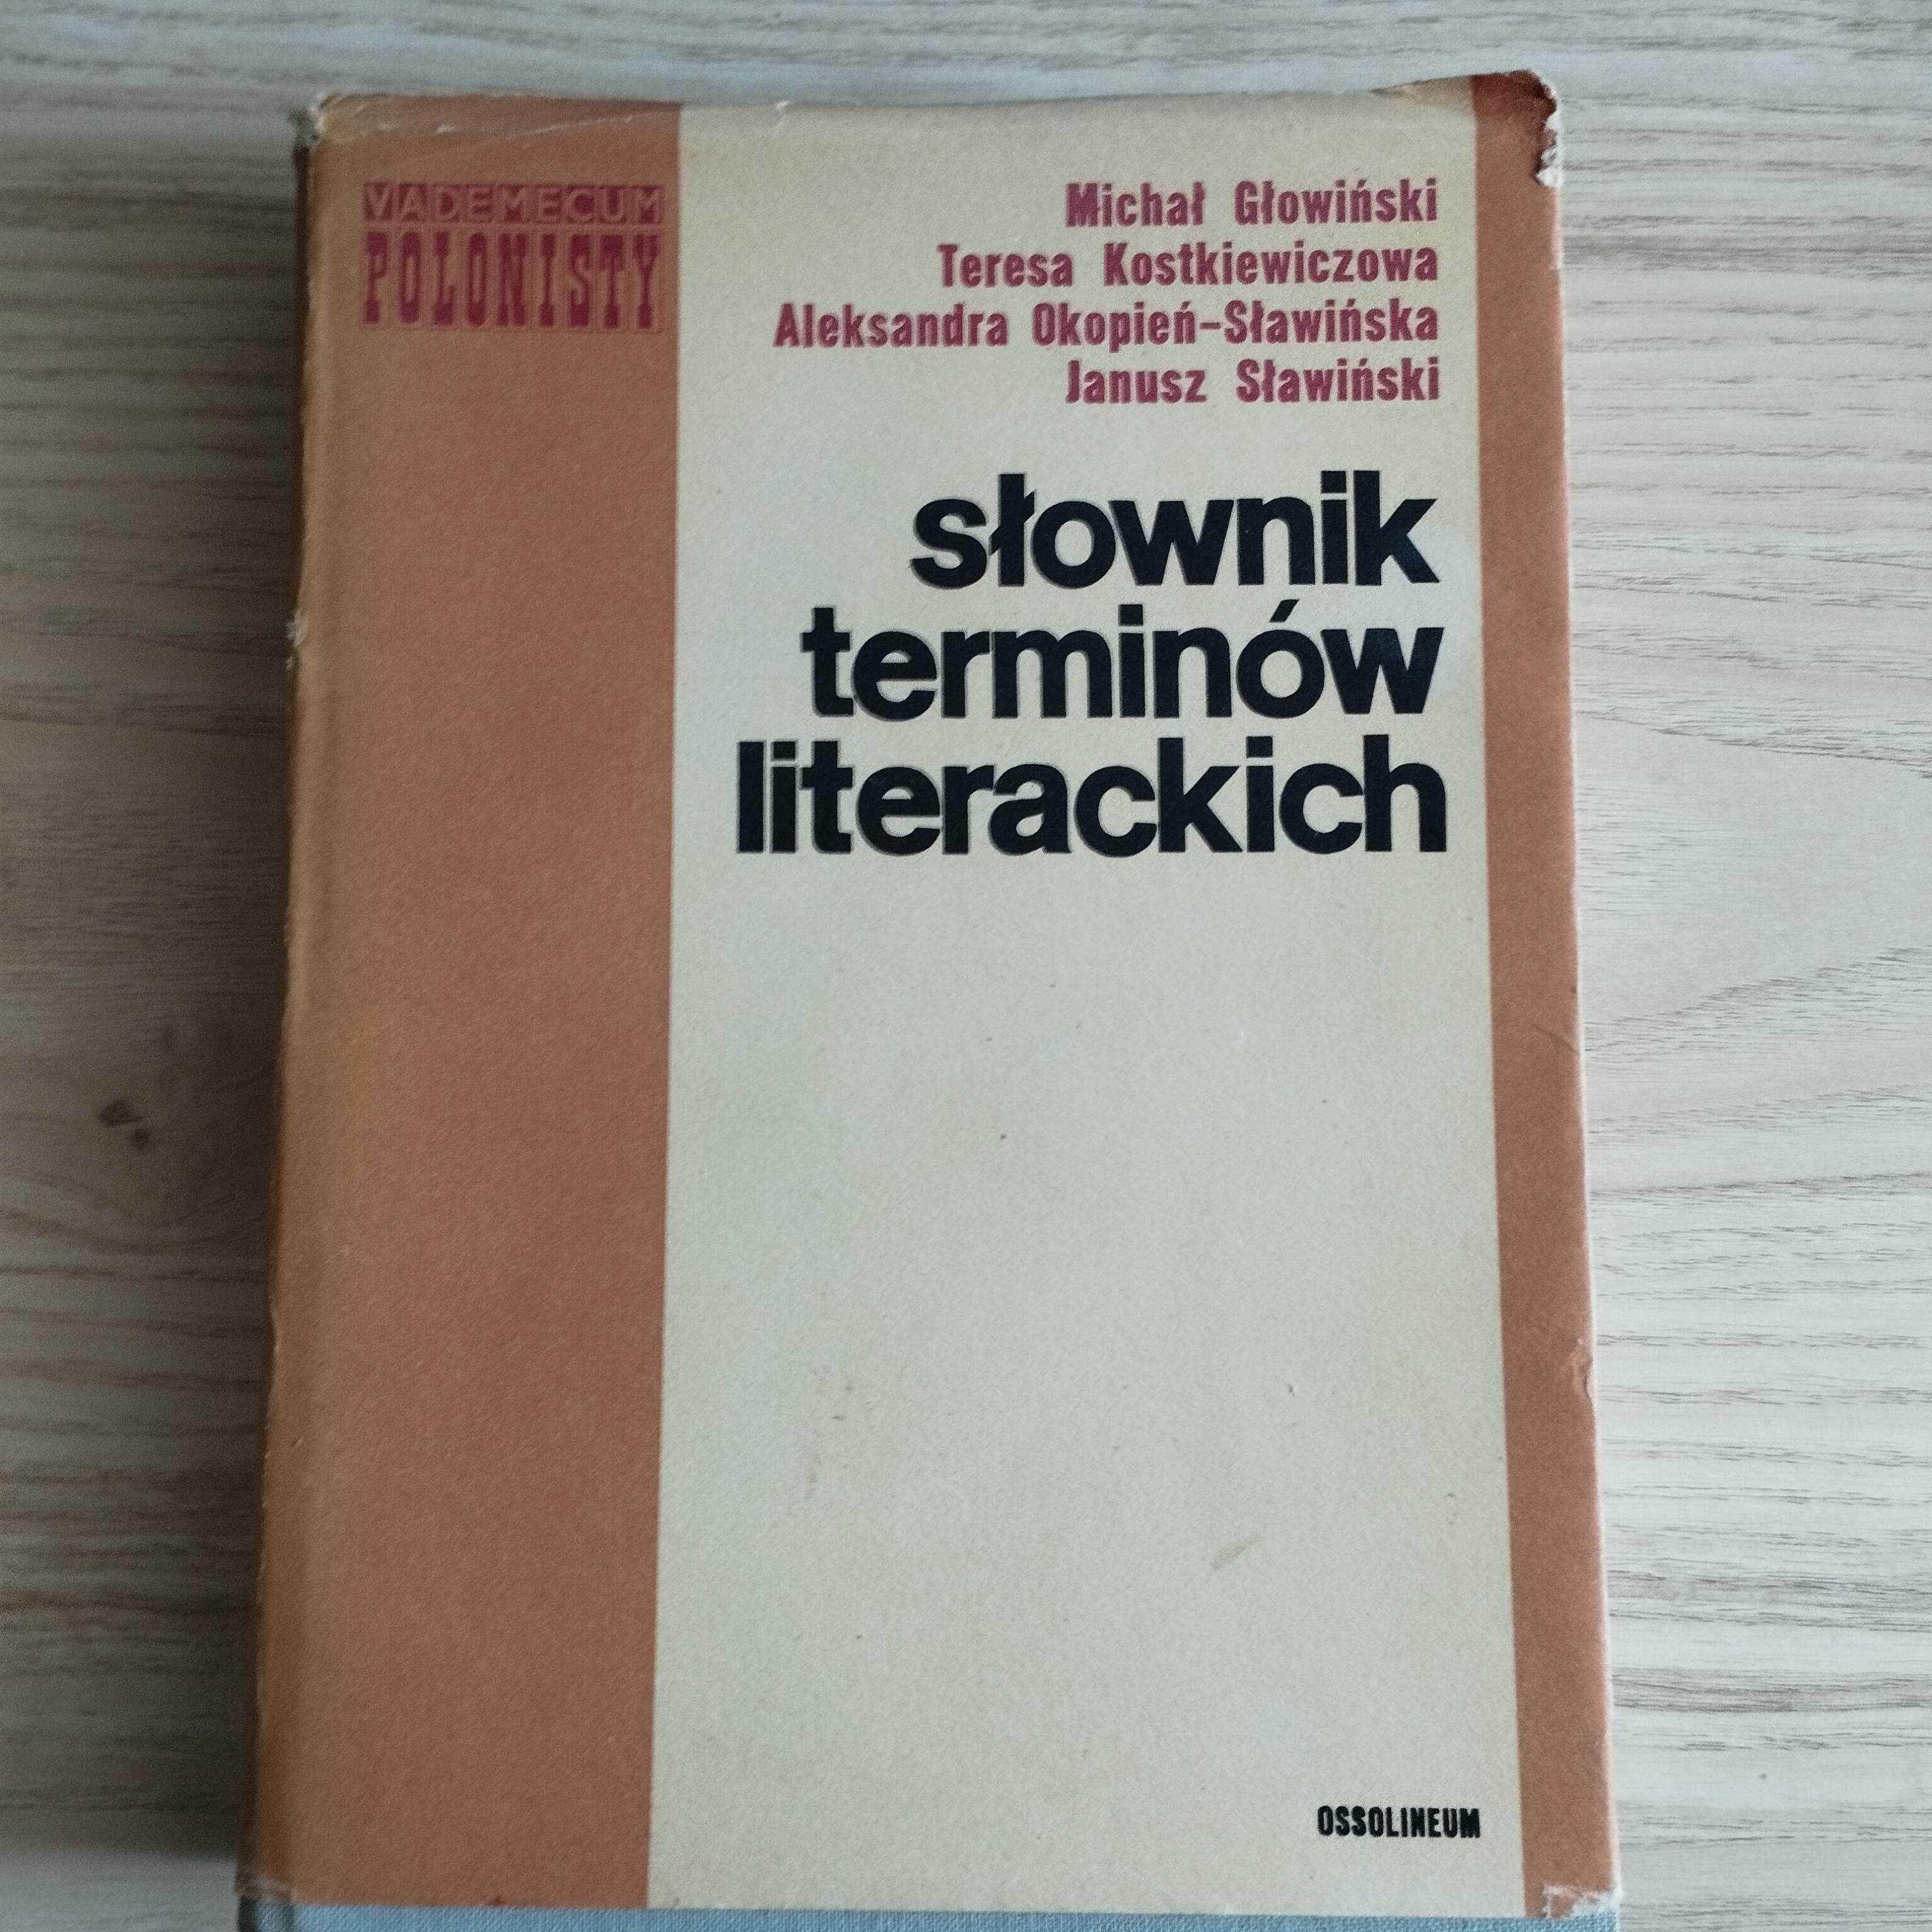 VADEMECUM
POLONISTY
Michał Głowiński
Teresa Kostkiewiczowa
Aleksandra Okopień-Sławińska
Janusz Sławiński
słownik
terminów
literackich
OSSOLINEUM